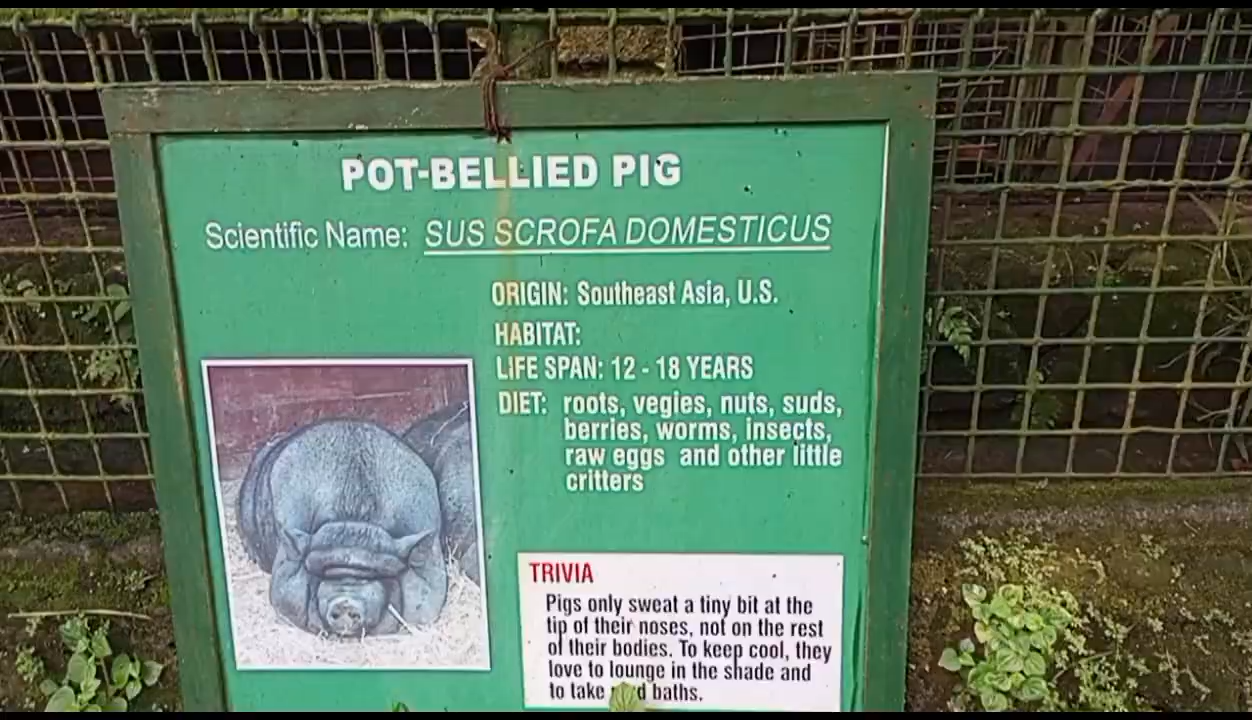 POT-BELLIED PIG
Scientific Name: SUS SCROFA DOMESTICUS
ORIGIN: Southeast Asia, U.S.
HABITAT:
LIFE SPAN: 12 - 18 YEARS
DIET: roots, vegies, nuts, suds,
berries, worms, insects,
raw eggs and other little
critters
TRIVIA
Pigs only sweat a tiny bit at the
tip of their noses, not on the rest
of their bodies. To keep cool, they
love to lounge in the shade and
to take baths.